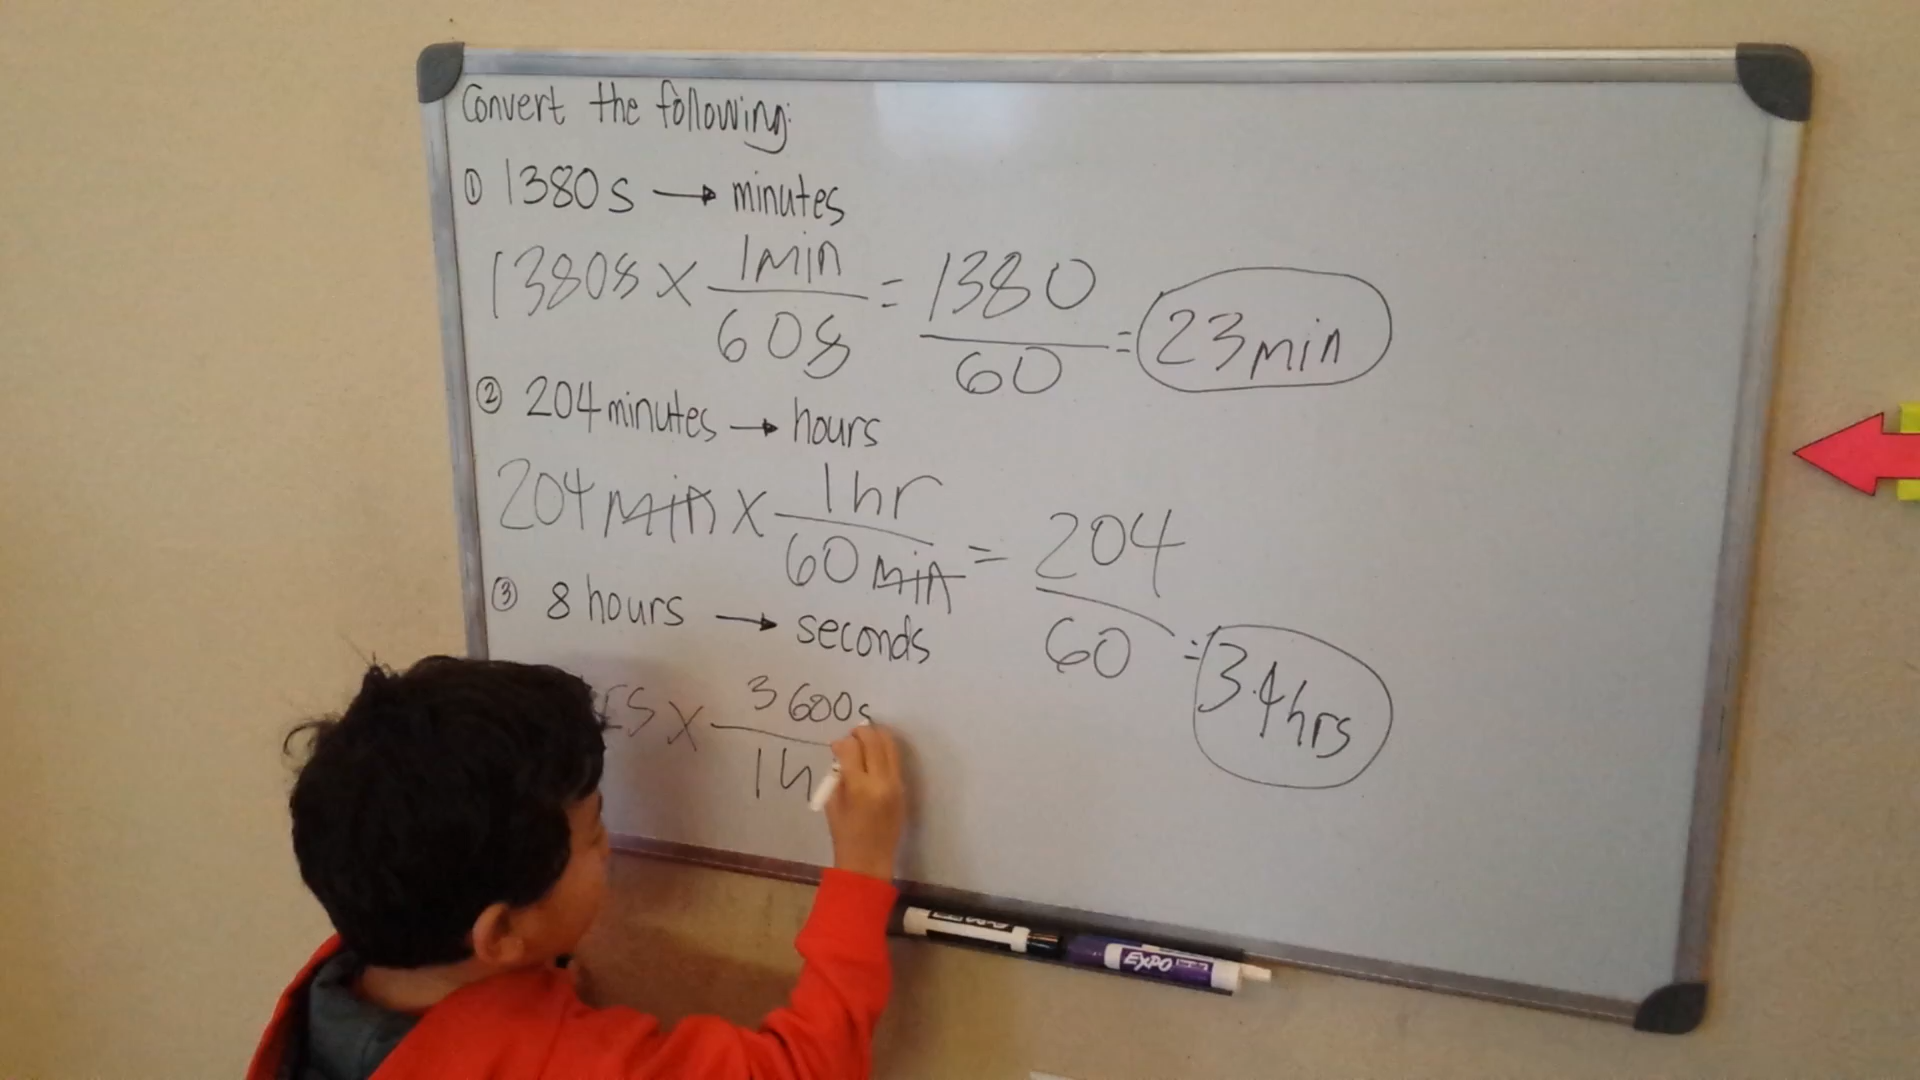 Convert the following:
① 1380s → minutes
1380s x 1min/60s = 1380/60 = 23min
② 204 minutes → hours
204 min x 1hr/60 min = 204/60 = 3.4hrs
③ 8 hours → seconds
x 3600s/1h
EXPO